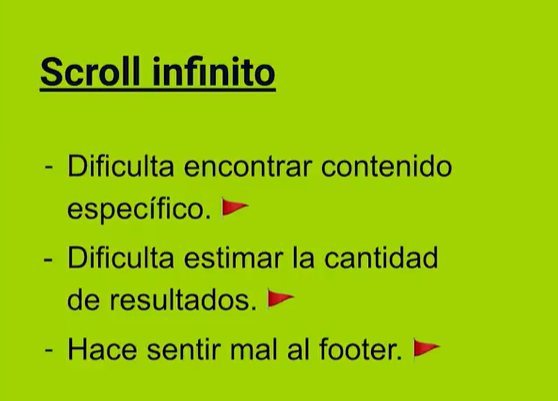 Scroll infinito
- Dificulta encontrar contenido
específico. 🚩
- Dificulta estimar la cantidad
de resultados. 🚩
- Hace sentir mal al footer. 🚩